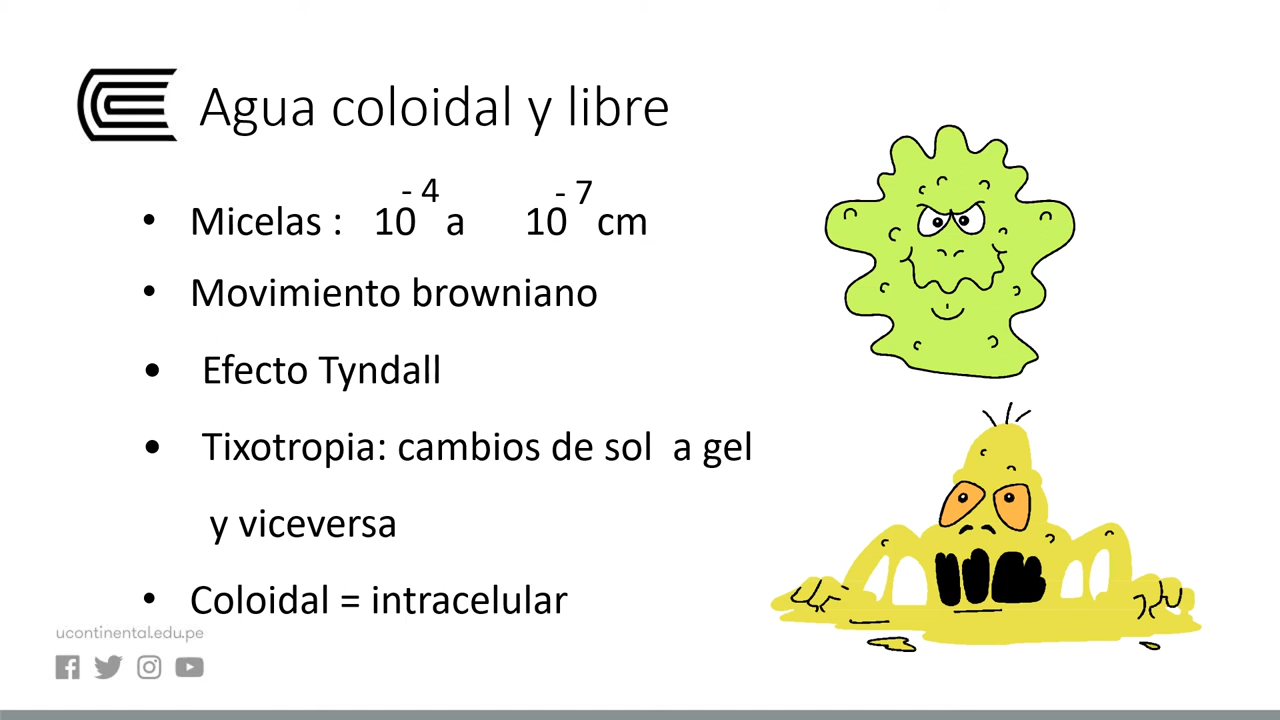 Agua coloidal y libre
• Micelas : 10⁻⁴ a 10⁻⁷ cm
• Movimiento browniano
• Efecto Tyndall
• Tixotropia: cambios de sol a gel
y viceversa
• Coloidal = intracelular
ucontinental.edu.pe